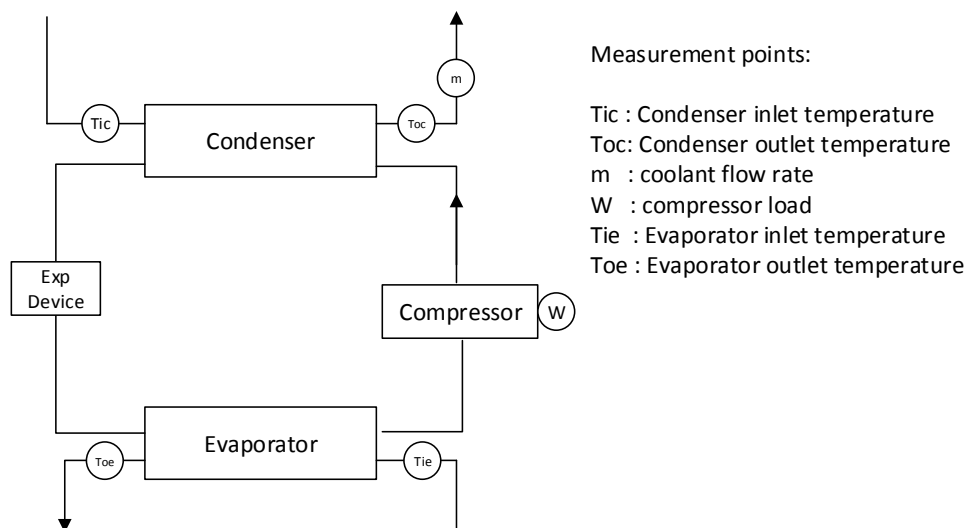 m
Tic
Toc
Condenser
Exp
Device
Compressor
W
Evaporator
Toe
Tie
Measurement points:
Tic : Condenser inlet temperature
Toc: Condenser outlet temperature
m : coolant flow rate
W : compressor load
Tie : Evaporator inlet temperature
Toe : Evaporator outlet temperature